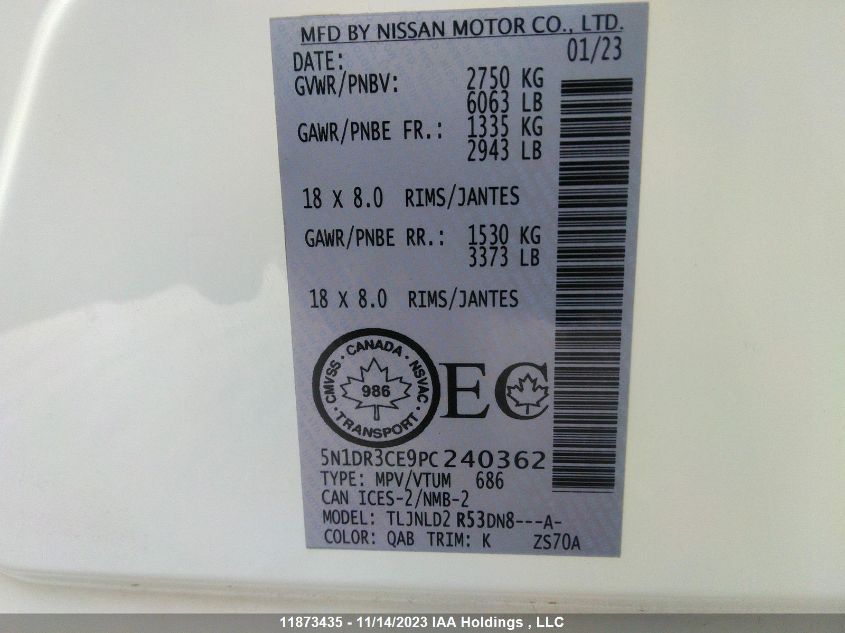 MFD BY NISSAN MOTOR CO., LTD.
DATE: 01/23
GVWR/PNBV: 2750 KG
6063 LB
GAWR/PNBE FR.: 1335 KG
2943 LB
18 X 8.0 RIMS/JANTES
GAWR/PNBE RR.: 1530 KG
3373 LB
18 X 8.0 RIMS/JANTES
CMVSS · CANADA · NSVAC · TRANSPORT ·
986
EC
5N1DR3CE9PC240362
TYPE: MPV/VTUM 686
CAN ICES-2/NMB-2
MODEL: TLJNLD2 R53DN8---A-
COLOR: QAB TRIM: K ZS70A
11873435 - 11/14/2023 IAA Holdings , LLC